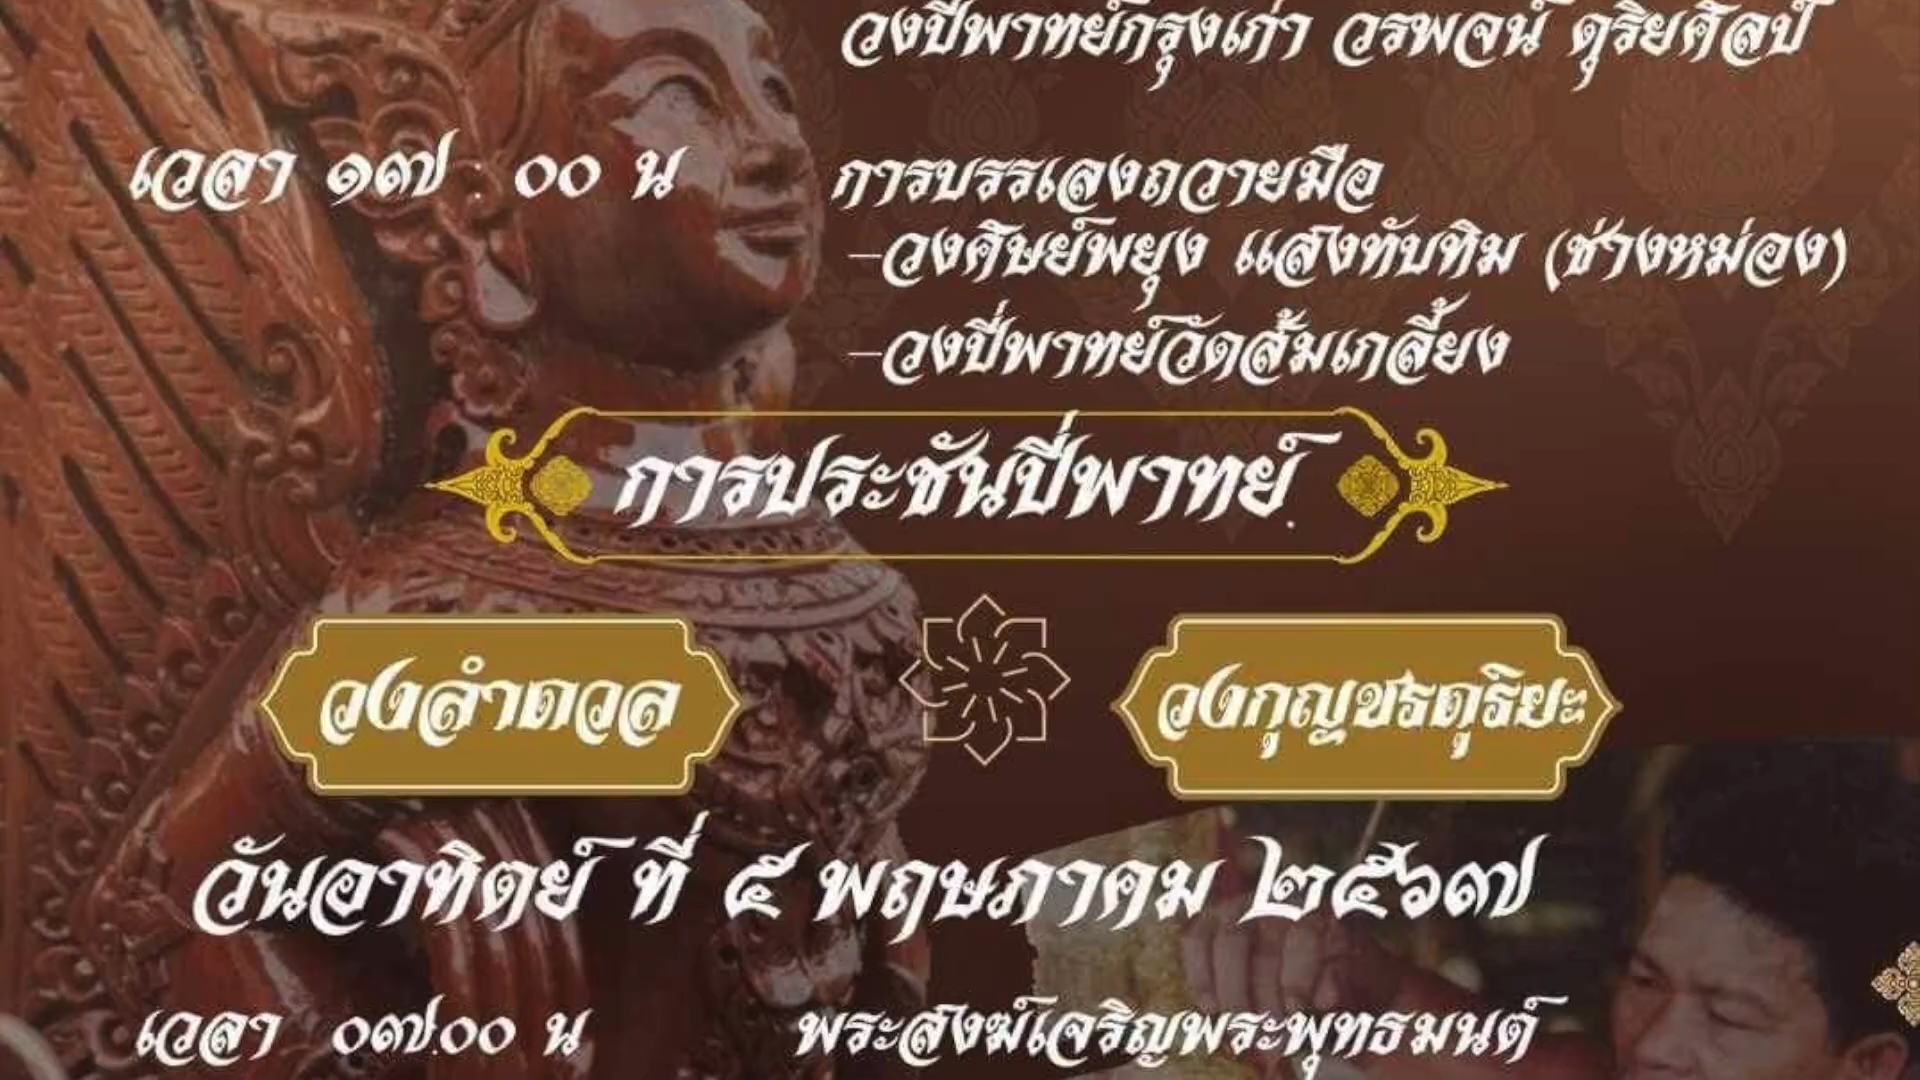 วงปี่พาทย์กรุงเก่า วรพจน์ ดุริยศิลป์
เวลา ๑๗ : ๐๐ น การบรรเลงถวายมือ
-วงศิษย์พยุง แสงทับทิม (ช่างหม่อง)
-วงปี่พาทย์วัดส้มเกลี้ยง
การประชันปี่พาทย์.
วงลำดวล วงกุญชรดุริยะ
วันอาทิตย์ ที่ ๕ พฤษภาคม ๒๕๖๗
เวลา ๐๗.๐๐ น พระสงฆ์เจริญพระพุทธมนต์